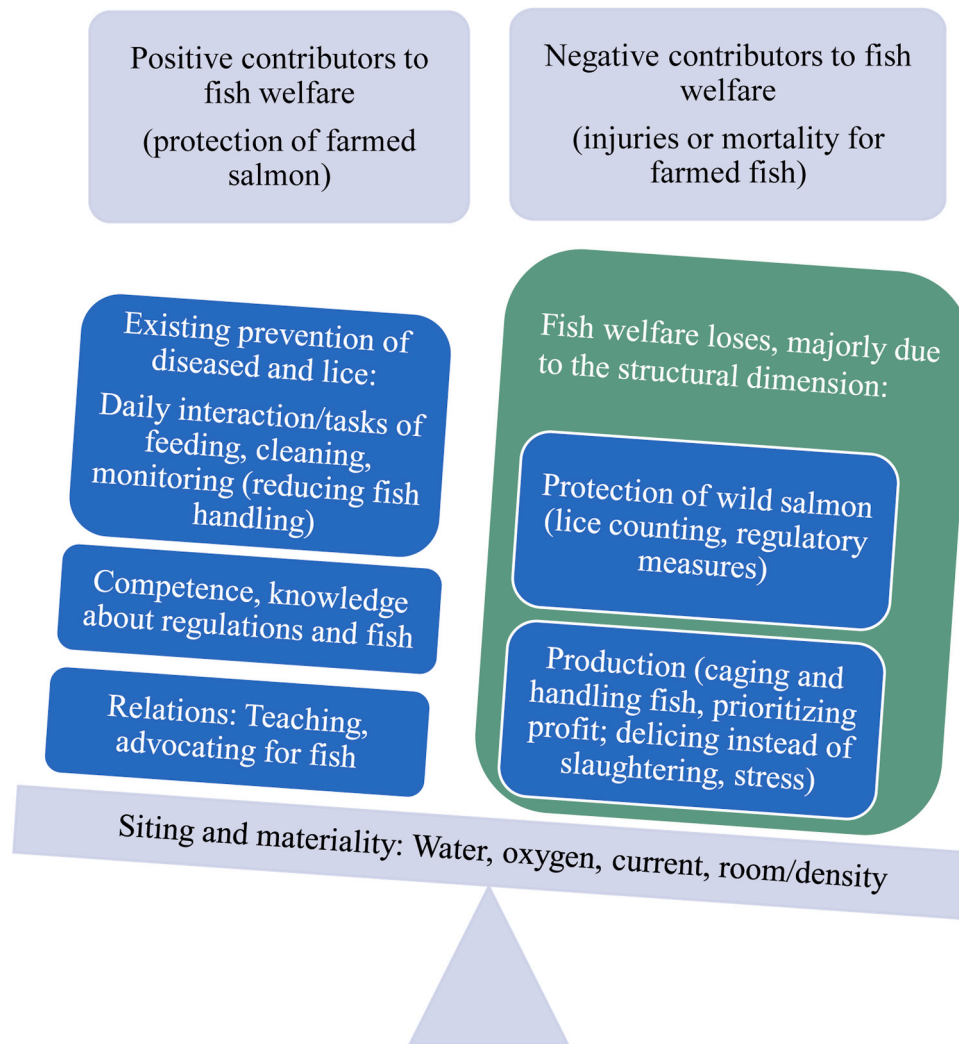 Positive contributors to
fish welfare
(protection of farmed
salmon)
Negative contributors to fish
welfare
(injuries or mortality for
farmed fish)
Existing prevention of
diseased and lice:
Daily interaction/tasks of
feeding, cleaning,
monitoring (reducing fish
handling)
Competence, knowledge
about regulations and fish
Relations: Teaching,
advocating for fish
Fish welfare loses, majorly due
to the structural dimension:
Protection of wild salmon
(lice counting, regulatory
measures)
Production (caging and
handling fish, prioritizing
profit; delicing instead of
slaughtering, stress)
Siting and materiality: Water, oxygen, current, room/density